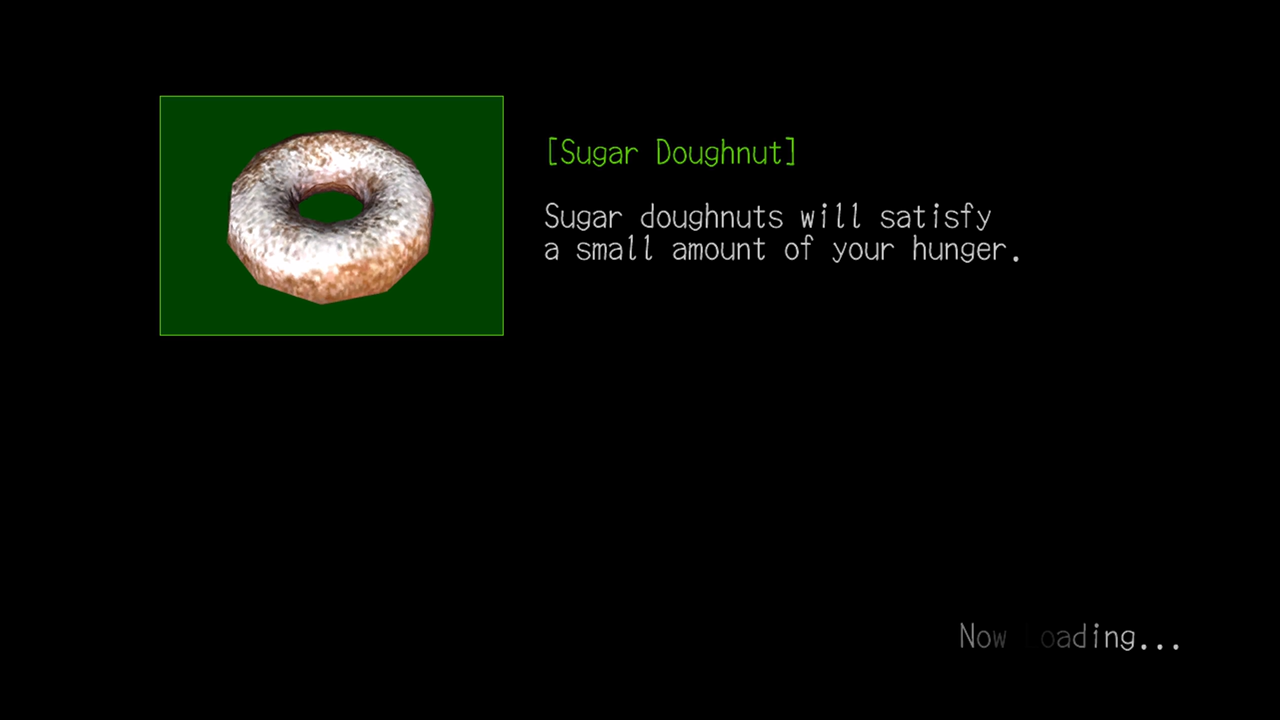 [Sugar Doughnut]
Sugar doughnuts will satisfy
a small amount of your hunger.
Now Loading...